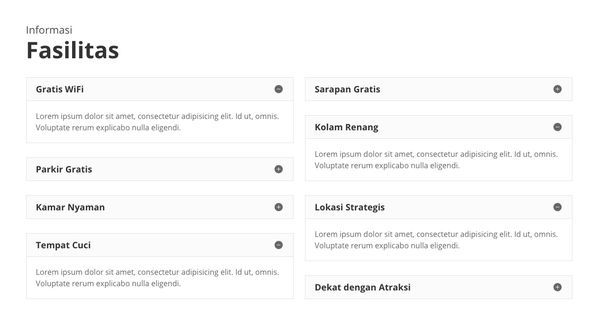 Informasi
Fasilitas
Gratis WiFi
Lorem ipsum dolor sit amet, consectetur adipisicing elit. Id ut, omnis.
Voluptate rerum explicabo nulla eligendi.
Parkir Gratis
Kamar Nyaman
Tempat Cuci
Lorem ipsum dolor sit amet, consectetur adipisicing elit. Id ut, omnis.
Voluptate rerum explicabo nulla eligendi.
Sarapan Gratis
Kolam Renang
Lorem ipsum dolor sit amet, consectetur adipisicing elit. Id ut, omnis.
Voluptate rerum explicabo nulla eligendi.
Lokasi Strategis
Lorem ipsum dolor sit amet, consectetur adipisicing elit. Id ut, omnis.
Voluptate rerum explicabo nulla eligendi.
Dekat dengan Atraksi